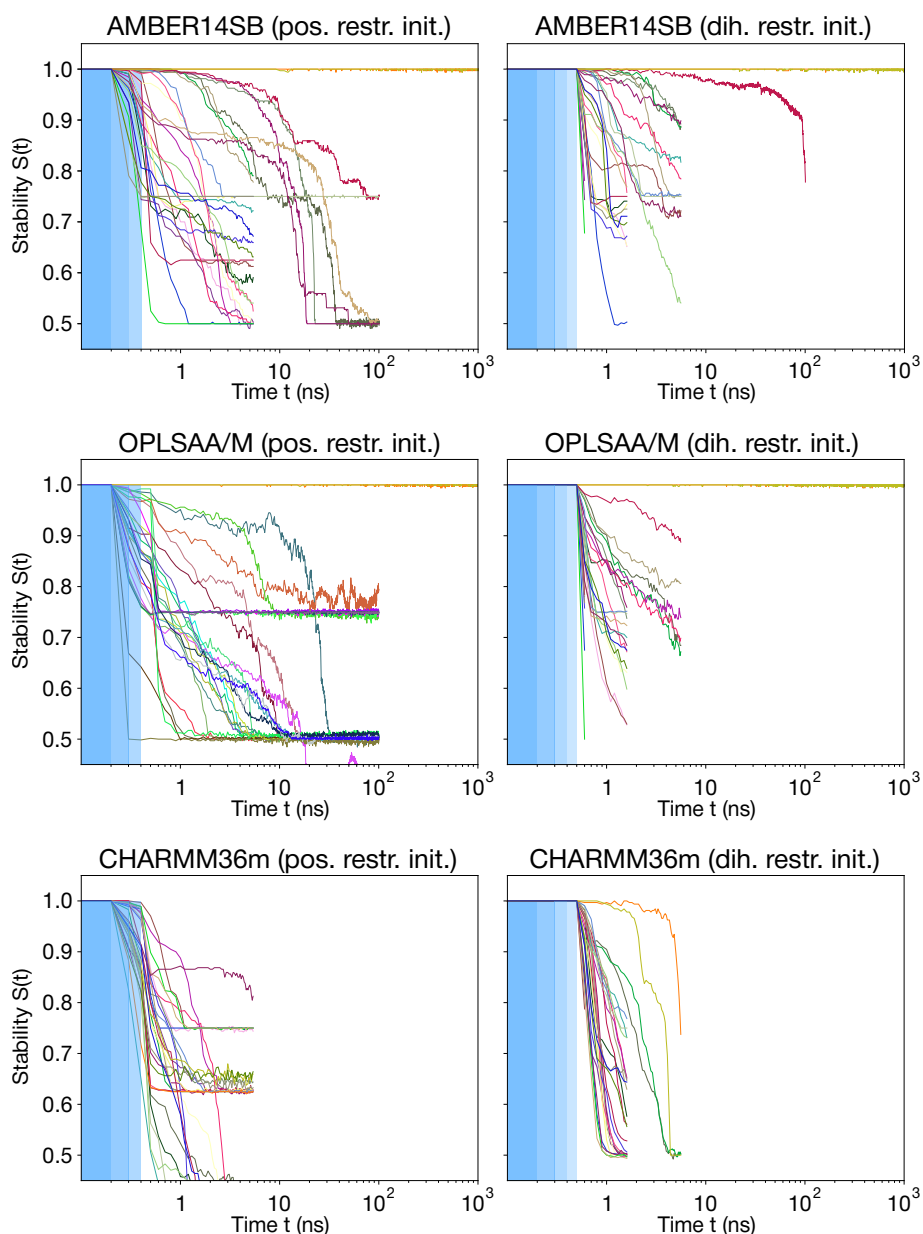 AMBER14SB (pos. restr. init.)
AMBER14SB (dih. restr. init.)
Stability S(t)
1.0
0.9
0.8
0.7
0.6
0.5
1
10
10²
10³
1
10
10²
10³
Time t (ns)
Time t (ns)
OPLSAA/M (pos. restr. init.)
OPLSAA/M (dih. restr. init.)
Stability S(t)
1.0
0.9
0.8
0.7
0.6
0.5
1
10
10²
10³
1
10
10²
10³
Time t (ns)
Time t (ns)
CHARMM36m (pos. restr. init.)
CHARMM36m (dih. restr. init.)
Stability S(t)
1.0
0.9
0.8
0.7
0.6
0.5
1
10
10²
10³
1
10
10²
10³
Time t (ns)
Time t (ns)